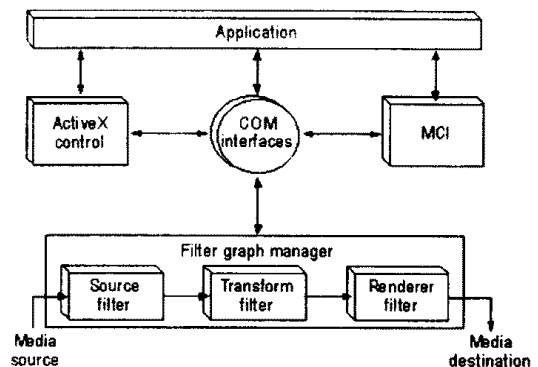 Application
ActiveX
control
COM
interfaces
MCI
Filter graph manager
Source
filter
Transform
filter
Renderer
filter
Media
source
Media
destination